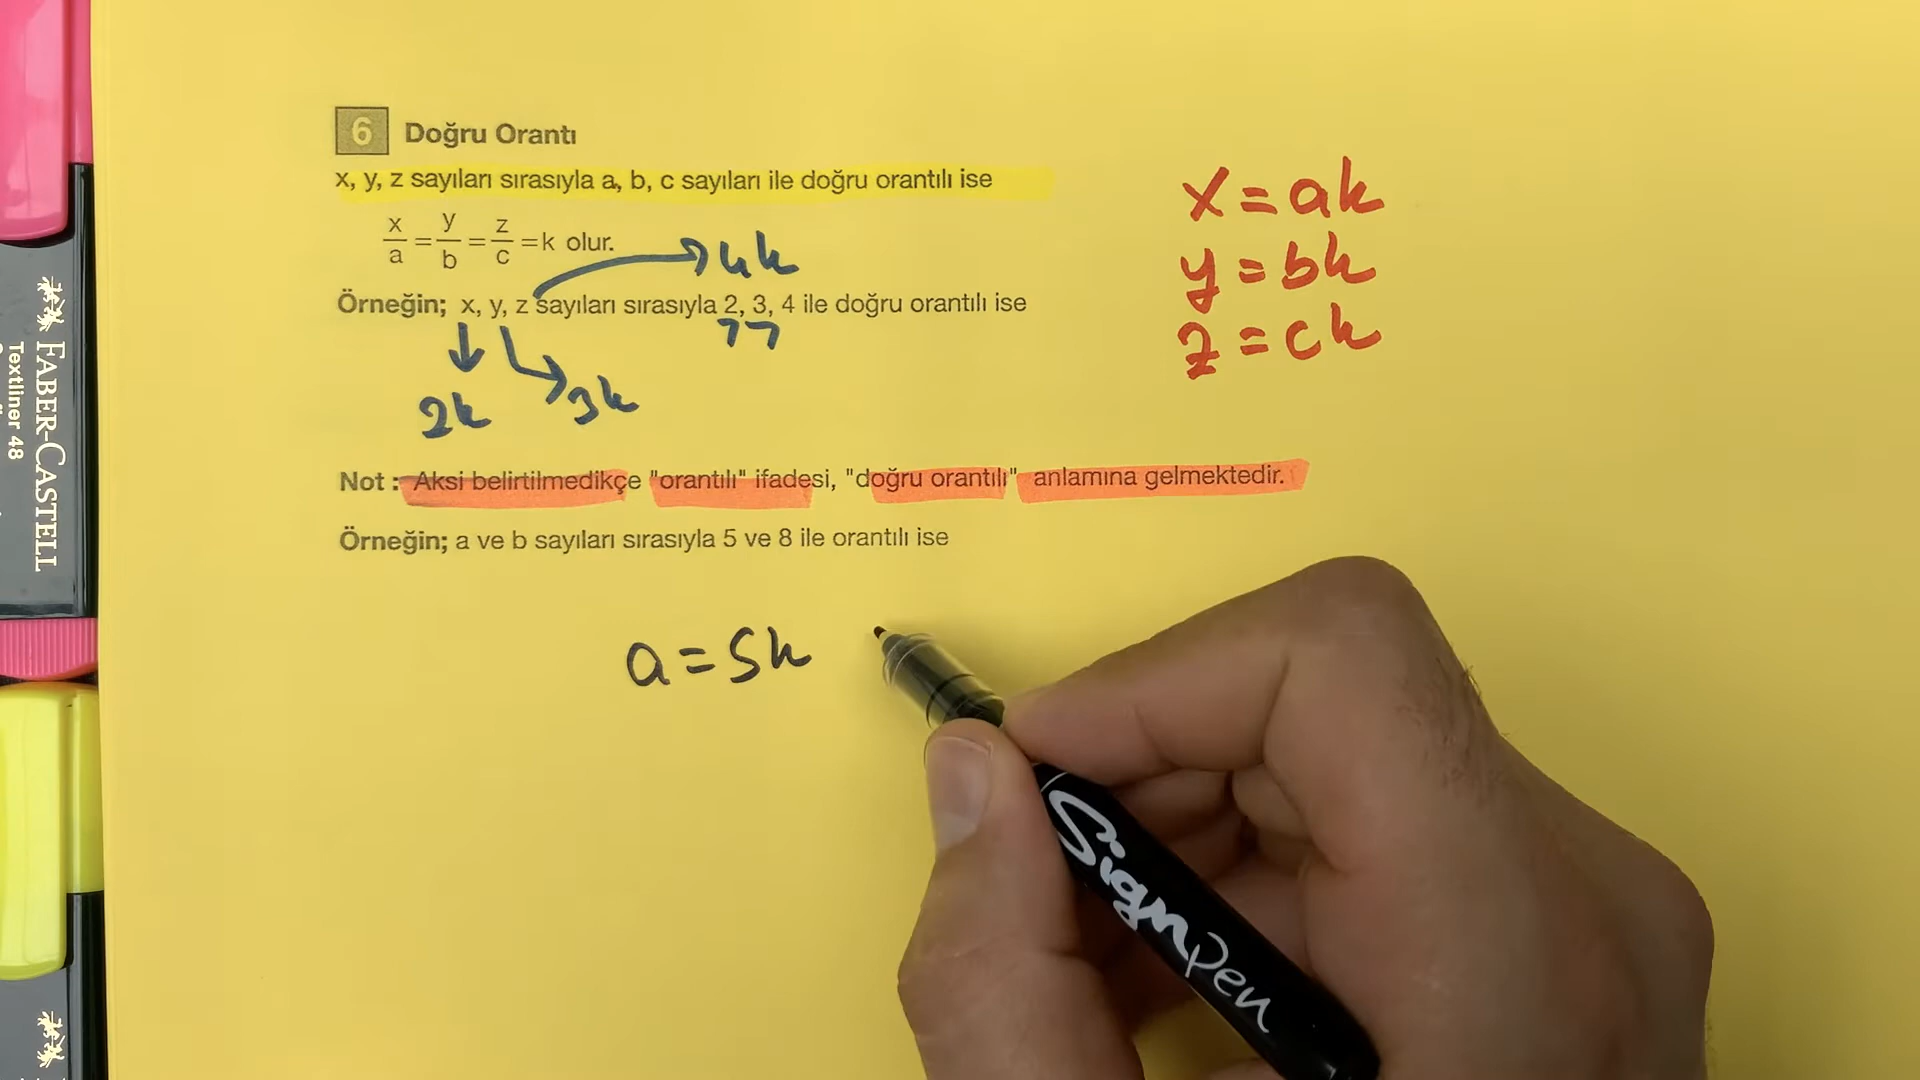 6 Doğru Orantı
x, y, z sayıları sırasıyla a, b, c sayıları ile doğru orantılı ise
x/a = y/b = z/c = k olur.
4k
Örneğin; x, y, z sayıları sırasıyla 2, 3, 4 ile doğru orantılı ise
2k
3k
x = ak
y = bk
z = ck
Not : Aksi belirtilmedikçe "orantılı" ifadesi, "doğru orantılı" anlamına gelmektedir.
Örneğin; a ve b sayıları sırasıyla 5 ve 8 ile orantılı ise
a = 5k
FABER-CASTELL
Textliner 48
Signpen